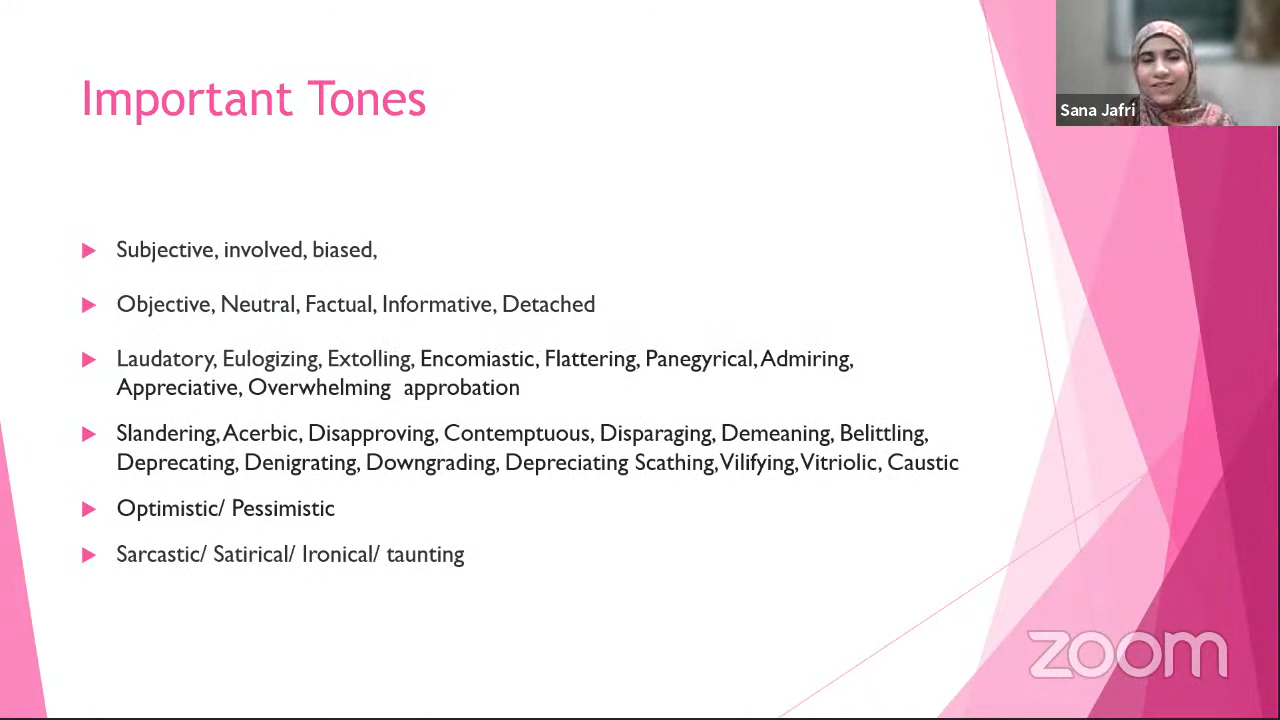 Important Tones
Sana Jafri
Subjective, involved, biased,
Objective, Neutral, Factual, Informative, Detached
Laudatory, Eulogizing, Extolling, Encomiastic, Flattering, Panegyrical, Admiring,
Appreciative, Overwhelming approbation
Slandering, Acerbic, Disapproving, Contemptuous, Disparaging, Demeaning, Belittling,
Deprecating, Denigrating, Downgrading, Depreciating Scathing, Vilifying, Vitriolic, Caustic
Optimistic/ Pessimistic
Sarcastic/ Satirical/ Ironical/ taunting
zoom